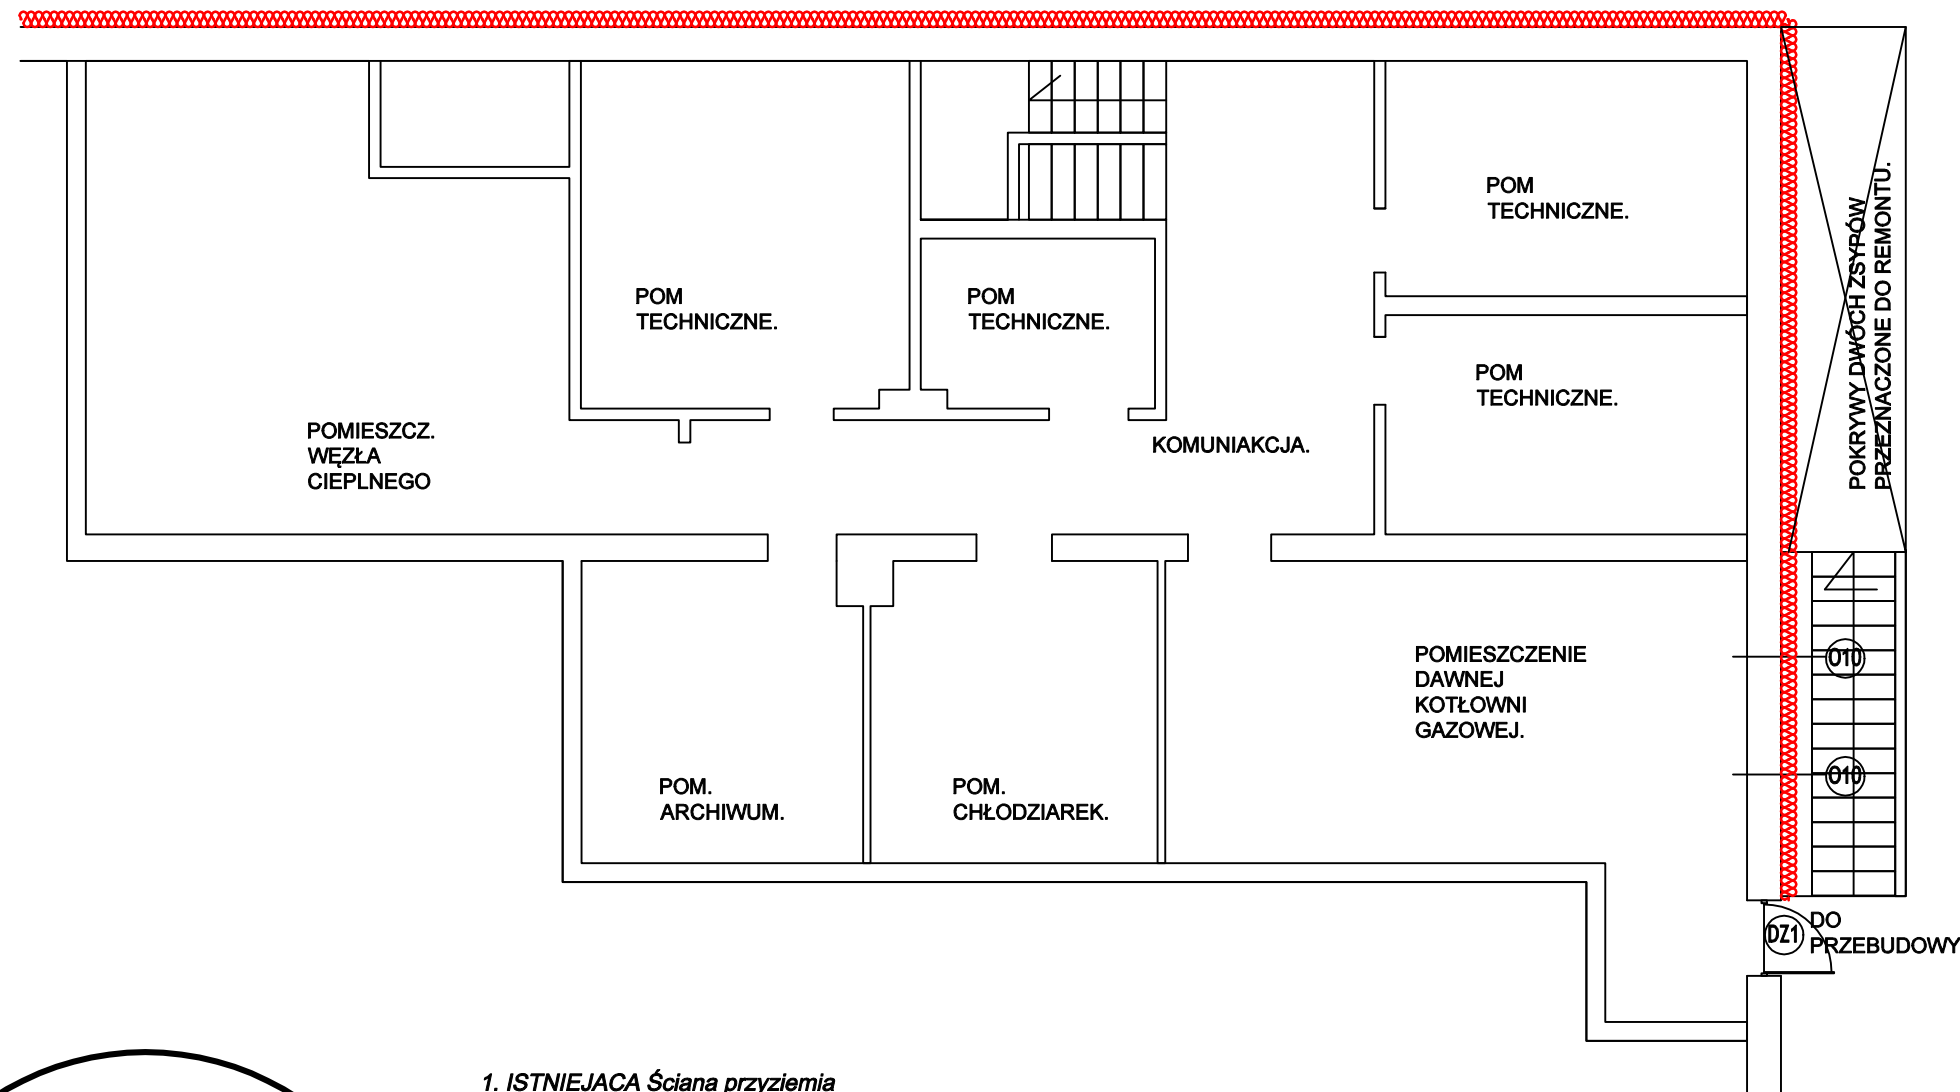 POM
TECHNICZNE.
POM
TECHNICZNE.
POM
TECHNICZNE.
POM
TECHNICZNE.
POKRYWY DWÓCH ZSYPÓW
PRZEZNACZONE DO REMONTU.
POMIESZCZ.
WĘZŁA
CIEPLNEGO
KOMUNIAKCJA.
POMIESZCZENIE
DAWNEJ
KOTŁOWNI
GAZOWEJ.
O10
O10
POM.
ARCHIWUM.
POM.
CHŁODZIAREK.
DZ1
DO
PRZEBUDOWY
1. ISTNIEJACA Ściana przyziemia